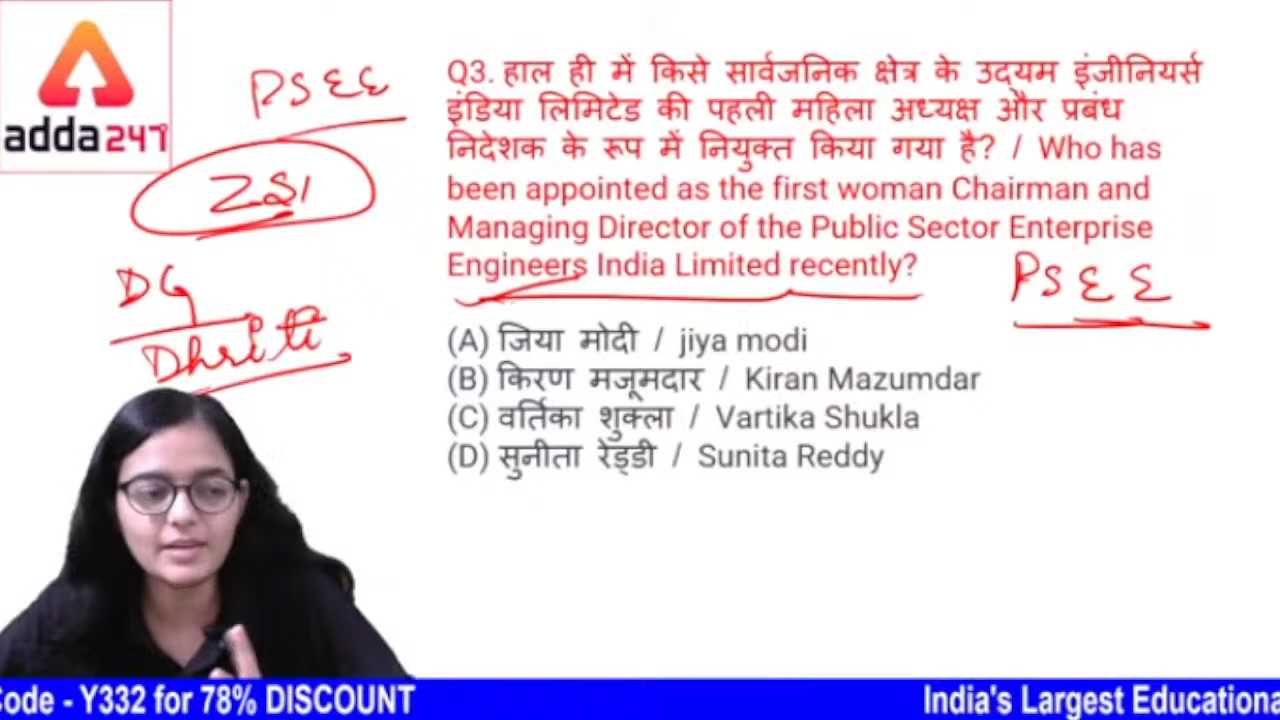 adda247
PSEE
ZSI
DG
Dhriti
Q3. हाल ही में किसे सार्वजनिक क्षेत्र के उद्यम इंजीनियर्स
इंडिया लिमिटेड की पहली महिला अध्यक्ष और प्रबंध
निदेशक के रूप में नियुक्त किया गया है? / Who has
been appointed as the first woman Chairman and
Managing Director of the Public Sector Enterprise
Engineers India Limited recently?
PSEE
(A) जिया मोदी / jiya modi
(B) किरण मजूमदार / Kiran Mazumdar
(C) वर्तिका शुक्ला / Vartika Shukla
(D) सुनीता रेड्डी / Sunita Reddy
Code - Y332 for 78% DISCOUNT
India's Largest Educationa